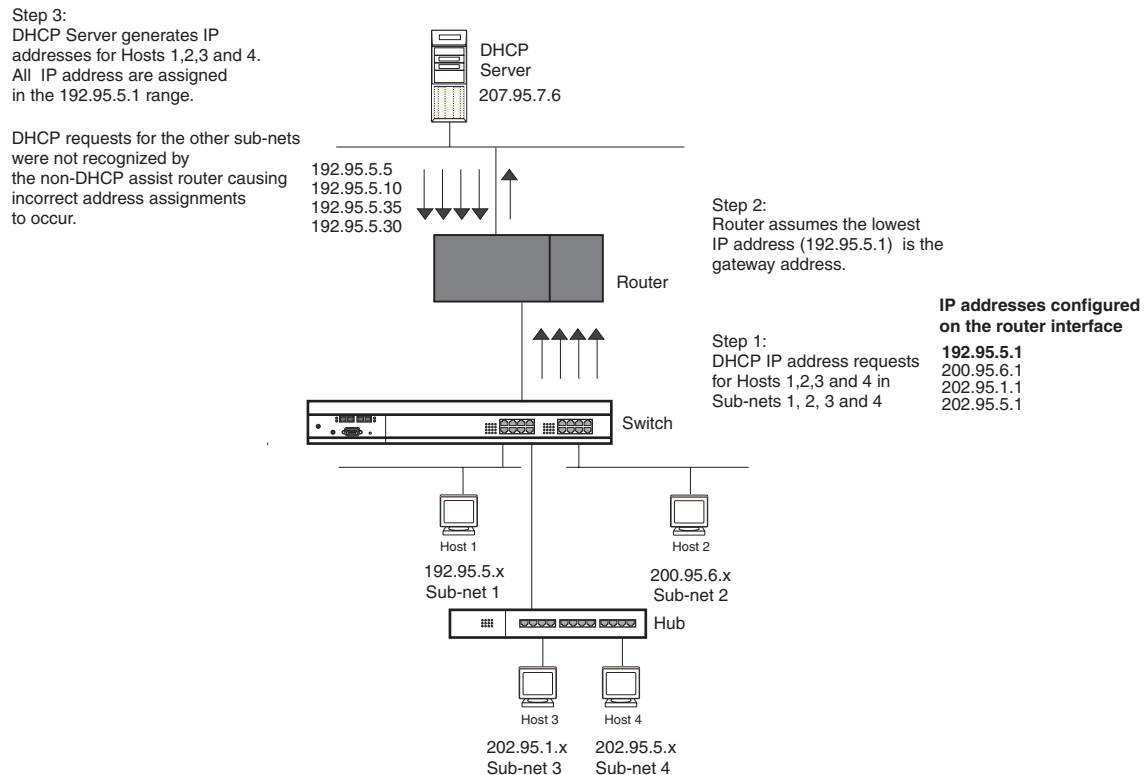 Step 3:
DHCP Server generates IP
addresses for Hosts 1,2,3 and 4.
All IP address are assigned
in the 192.95.5.1 range.
DHCP requests for the other sub-nets
were not recognized by
the non-DHCP assist router causing
incorrect address assignments
to occur.
DHCP
Server
207.95.7.6
192.95.5.5
192.95.5.10
192.95.5.35
192.95.5.30
Step 2:
Router assumes the lowest
IP address (192.95.5.1) is the
gateway address.
Router
IP addresses configured
on the router interface
192.95.5.1
200.95.6.1
202.95.1.1
202.95.5.1
Step 1:
DHCP IP address requests
for Hosts 1,2,3 and 4 in
Sub-nets 1, 2, 3 and 4
Switch
Host 1
192.95.5.x
Sub-net 1
Host 2
200.95.6.x
Sub-net 2
Hub
Host 3
202.95.1.x
Sub-net 3
Host 4
202.95.5.x
Sub-net 4